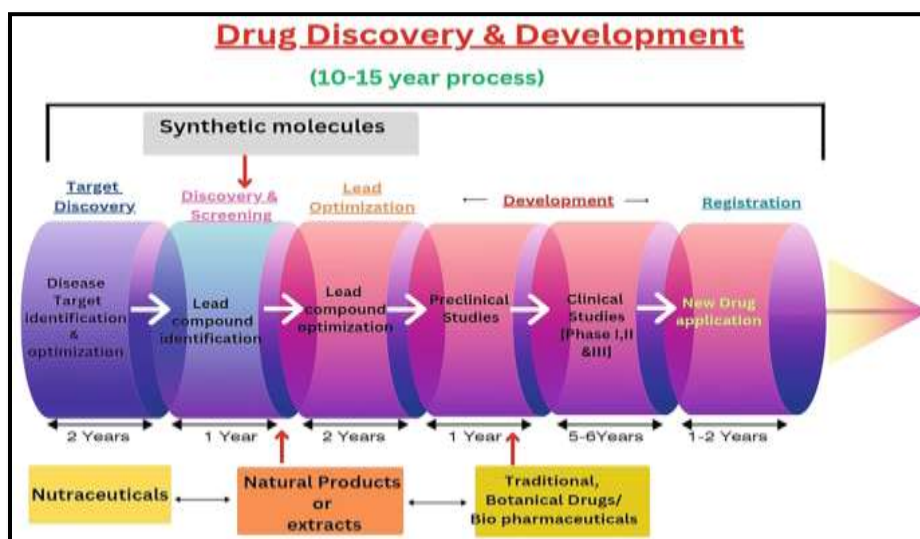 Drug Discovery & Development
(10-15 year process)
Synthetic molecules
Target
Discovery
Discovery &
Screening
Lead
Optimization
Development
Registration
Disease
Target
identification
&
optimization
Lead
compound
identification
Lead
compound
optimization
Preclinical
Studies
Clinical
Studies
[Phase I,II
&III]
New Drug
application
2 Years
1 Year
2 Years
1 Year
5-6Years
1-2 Years
Nutraceuticals
Natural Products
or
extracts
Traditional,
Botanical Drugs/
Bio pharmaceuticals